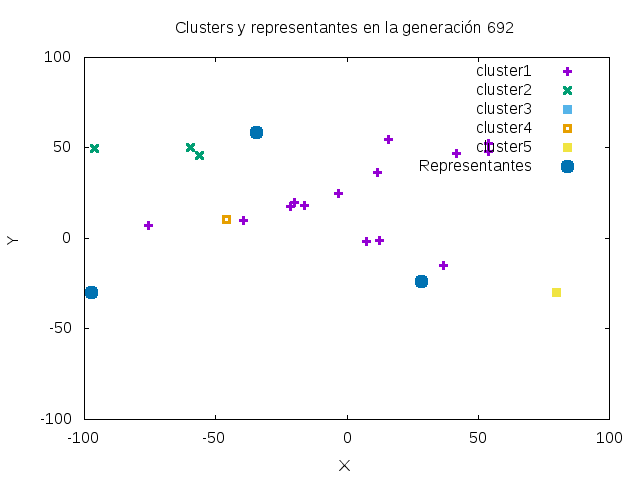 Clusters y representantes en la generación 692
100
50
0
-50
-100
-100
-50
0
50
100
Y
X
cluster1
cluster2
cluster3
cluster4
cluster5
Representantes